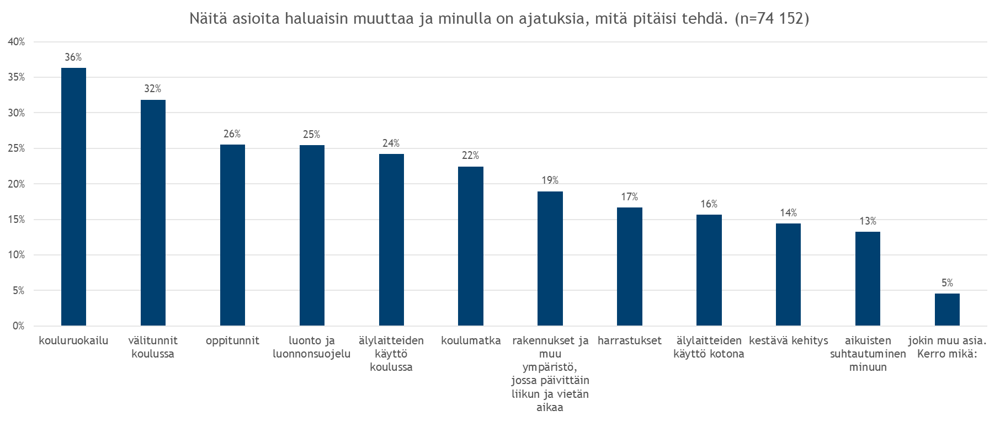 Näitä asioita haluaisin muuttaa ja minulla on ajatuksia, mitä pitäisi tehdä. (n=74 152)
40%
35%
30%
25%
20%
15%
10%
5%
0%
36%
32%
26%
25%
24%
22%
19%
17%
16%
14%
13%
5%
kouluruokailu
välitunnit
koulussa
oppitunnit
luonto ja
luonnonsuojelu
älylaitteiden
käyttö
koulussa
koulumatka
rakennukset ja
muu
ympäristö,
jossa päivittäin
liikun ja vietän
aikaa
harrastukset
älylaitteiden
käyttö kotona
kestävä kehitys
aikuisten
suhtautuminen
minuun
jokin muu asia.
Kerro mikä: